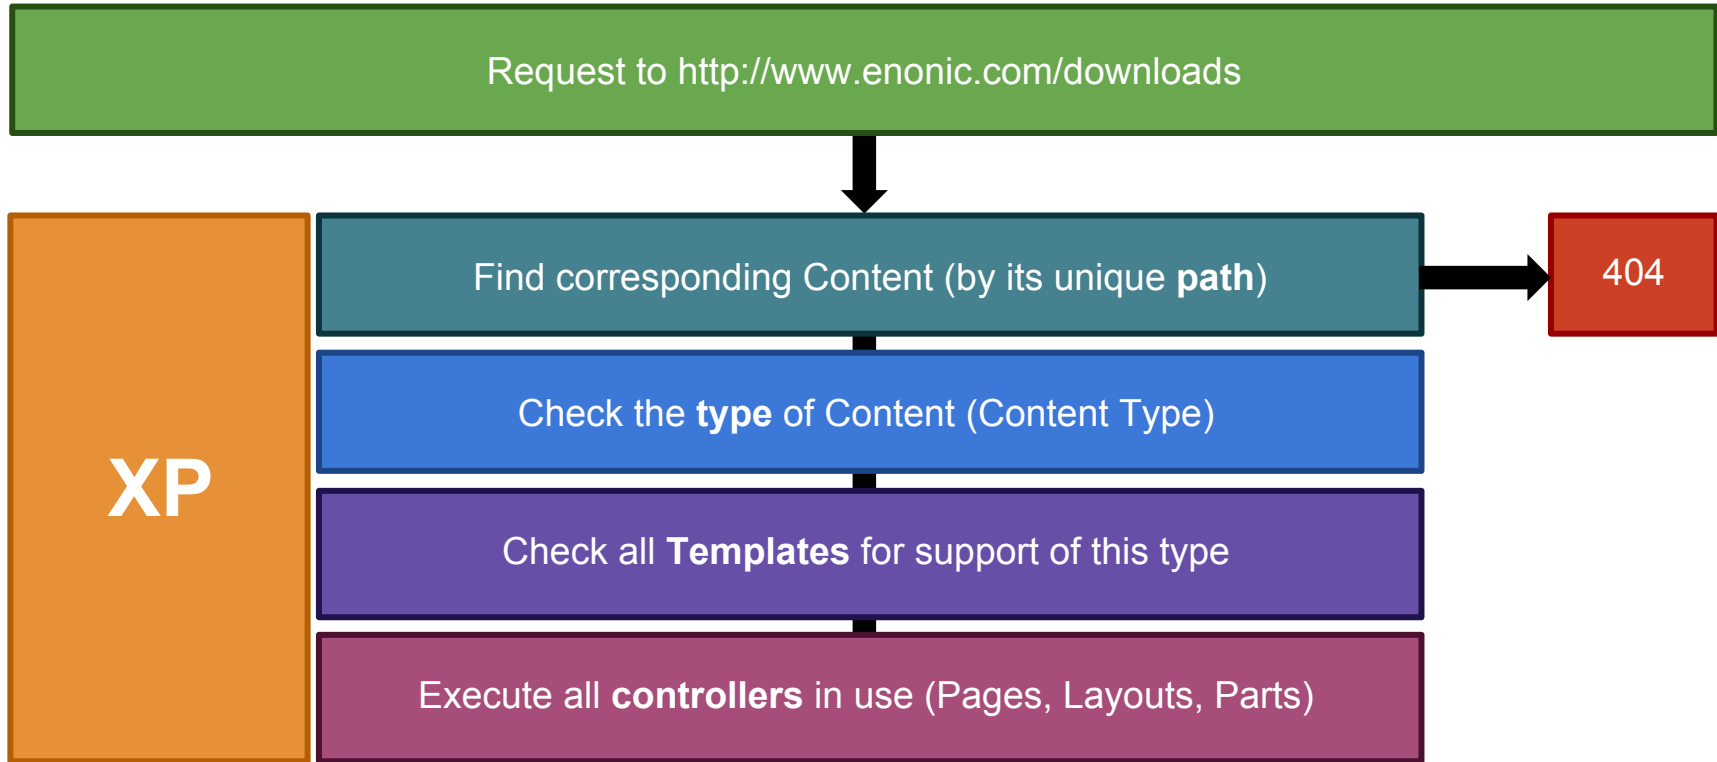 Request to http://www.enonic.com/downloads
Find corresponding Content (by its unique path)
404
Check the type of Content (Content Type)
XP
Check all Templates for support of this type
Execute all controllers in use (Pages, Layouts, Parts)